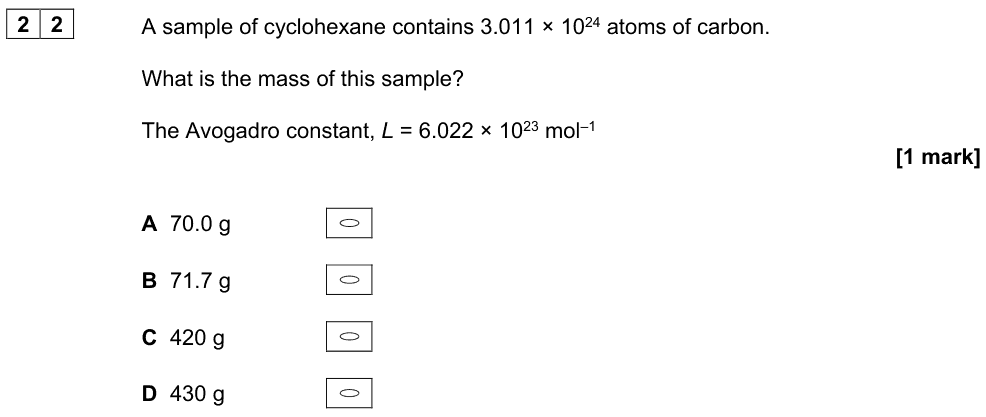 2 2 A sample of cyclohexane contains 3.011 × 10²⁴ atoms of carbon.
What is the mass of this sample?
The Avogadro constant, L = 6.022 × 10²³ mol⁻¹
[1 mark]
A 70.0 g
B 71.7 g
C 420 g
D 430 g